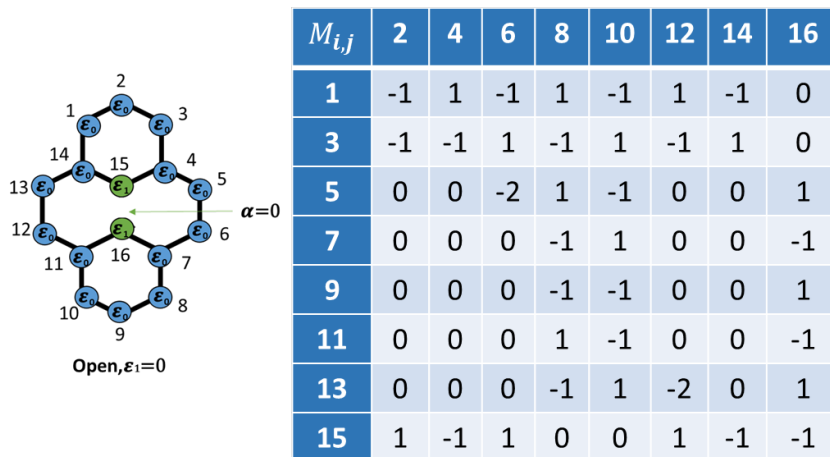 2
1 ε₀ 3
ε₀ ε₀
14 15 4
ε₀ ε₁ ε₀
13 5
ε₀ ε₀
α=0
12 6
ε₀ ε₁ ε₀
11 16 7
ε₀ ε₀
10 8
ε₀ ε₀ ε₀
9
Open,ε₁=0
M_{i,j} 2 4 6 8 10 12 14 16
1 -1 1 -1 1 -1 1 -1 0
3 -1 -1 1 -1 1 -1 1 0
5 0 0 -2 1 -1 0 0 1
7 0 0 0 -1 1 0 0 -1
9 0 0 0 -1 -1 0 0 1
11 0 0 0 1 -1 0 0 -1
13 0 0 0 -1 1 -2 0 1
15 1 -1 1 0 0 1 -1 -1